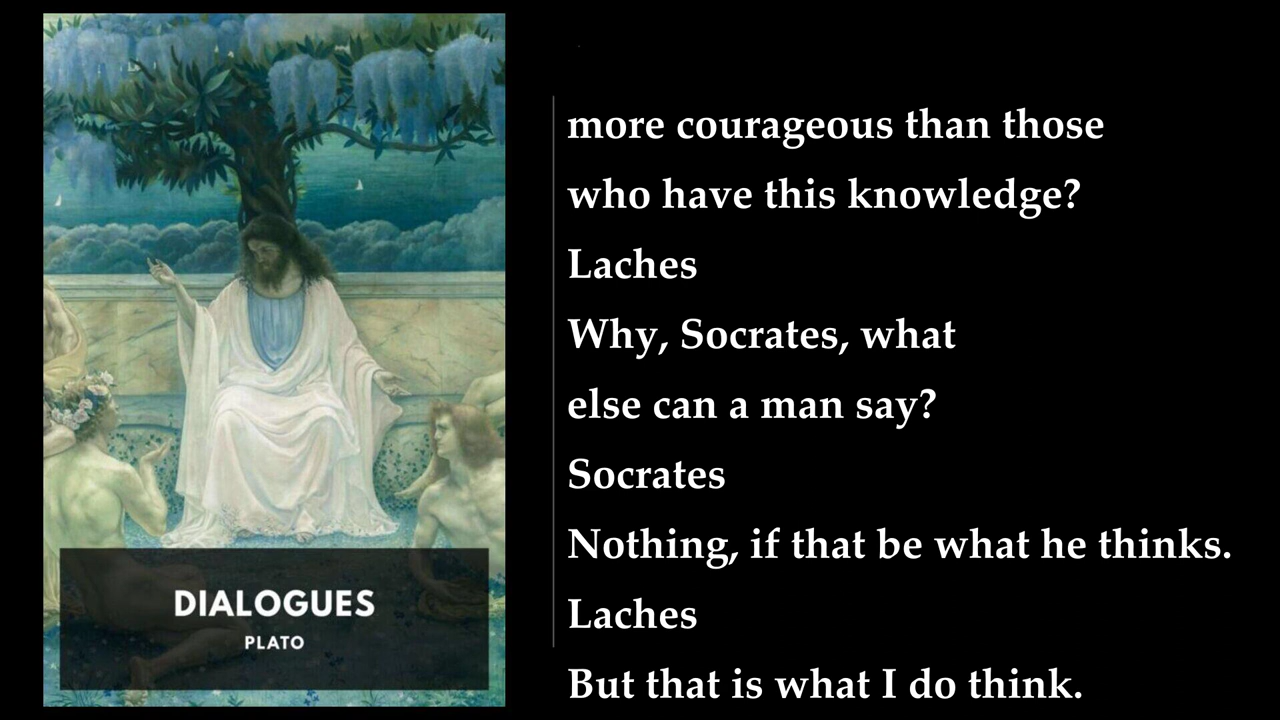 DIALOGUES
PLATO
more courageous than those
who have this knowledge?
Laches
Why, Socrates, what
else can a man say?
Socrates
Nothing, if that be what he thinks.
Laches
But that is what I do think.